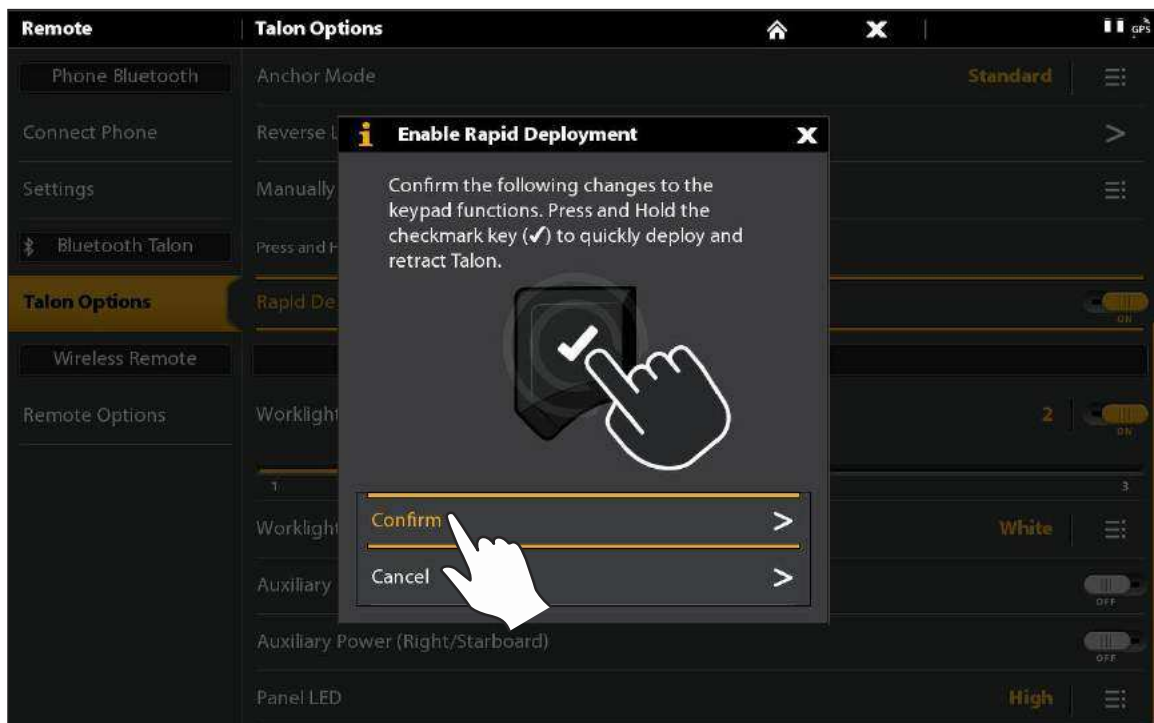 Remote
Talon Options
GPS
Phone Bluetooth
Anchor Mode
Standard
Connect Phone
Reverse L
Settings
Manually
Bluetooth Talon
Press and H
Talon Options
Rapid De
ON
Wireless Remote
Remote Options
Worklight
2
ON
1
3
Worklight
White
Auxiliary
OFF
Auxiliary Power (Right/Starboard)
OFF
Panel LED
High
i Enable Rapid Deployment X
Confirm the following changes to the
keypad functions. Press and Hold the
checkmark key (✓) to quickly deploy and
retract Talon.
Confirm >
Cancel >